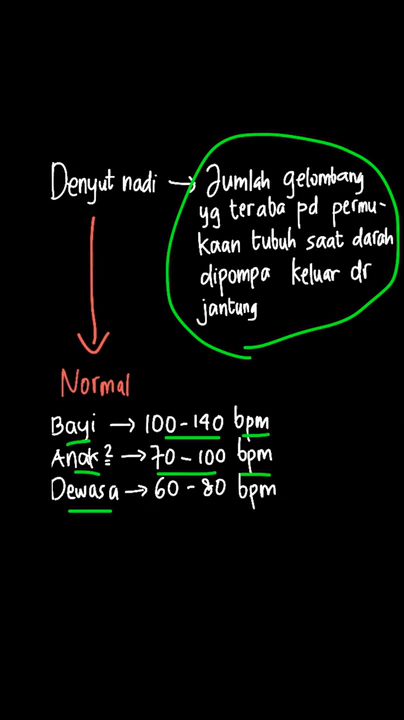 Denyut nadi → Jumlah gelombang
yg teraba pd permu-
kaan tubuh saat darah
dipompa keluar dr
jantung
Normal
Bayi → 100-140 bpm
Anak² → 70-100 bpm
Dewasa → 60-80 bpm